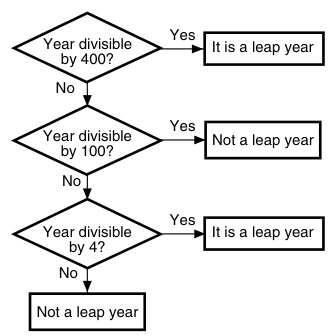 Year divisible
by 400?
Yes
It is a leap year
No
Year divisible
by 100?
Yes
Not a leap year
No
Year divisible
by 4?
Yes
It is a leap year
No
Not a leap year